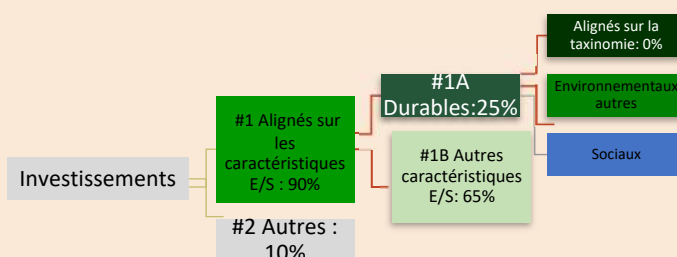 Investissements
#1 Alignés sur
les
caractéristiques
E/S : 90%
#2 Autres :
10%
#1A
Durables:25%
#1B Autres
caractéristiques
E/S: 65%
Alignés sur la
taxinomie: 0%
Environnementaux
autres
Sociaux